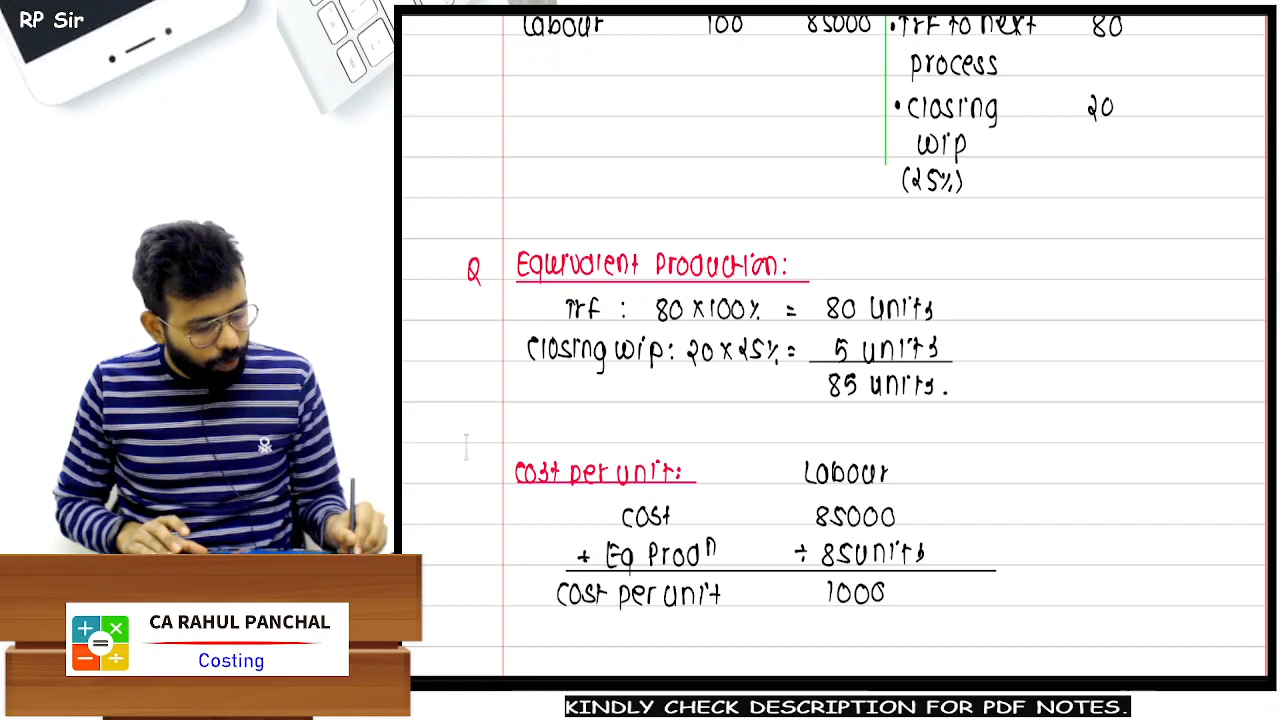 RP Sir
Labour 100 85000 • Trf to next 80
process
• Closing 20
wip
(25%)
Q Equivalent Production:
Trf : 80 x 100% = 80 units
Closing wip: 20 x 25% = 5 units
85 units.
Cost per unit: Labour
Cost 85000
÷ Eq Prodn ÷ 85 units
Cost per unit 1000
CA RAHUL PANCHAL
Costing
KINDLY CHECK DESCRIPTION FOR PDF NOTES.